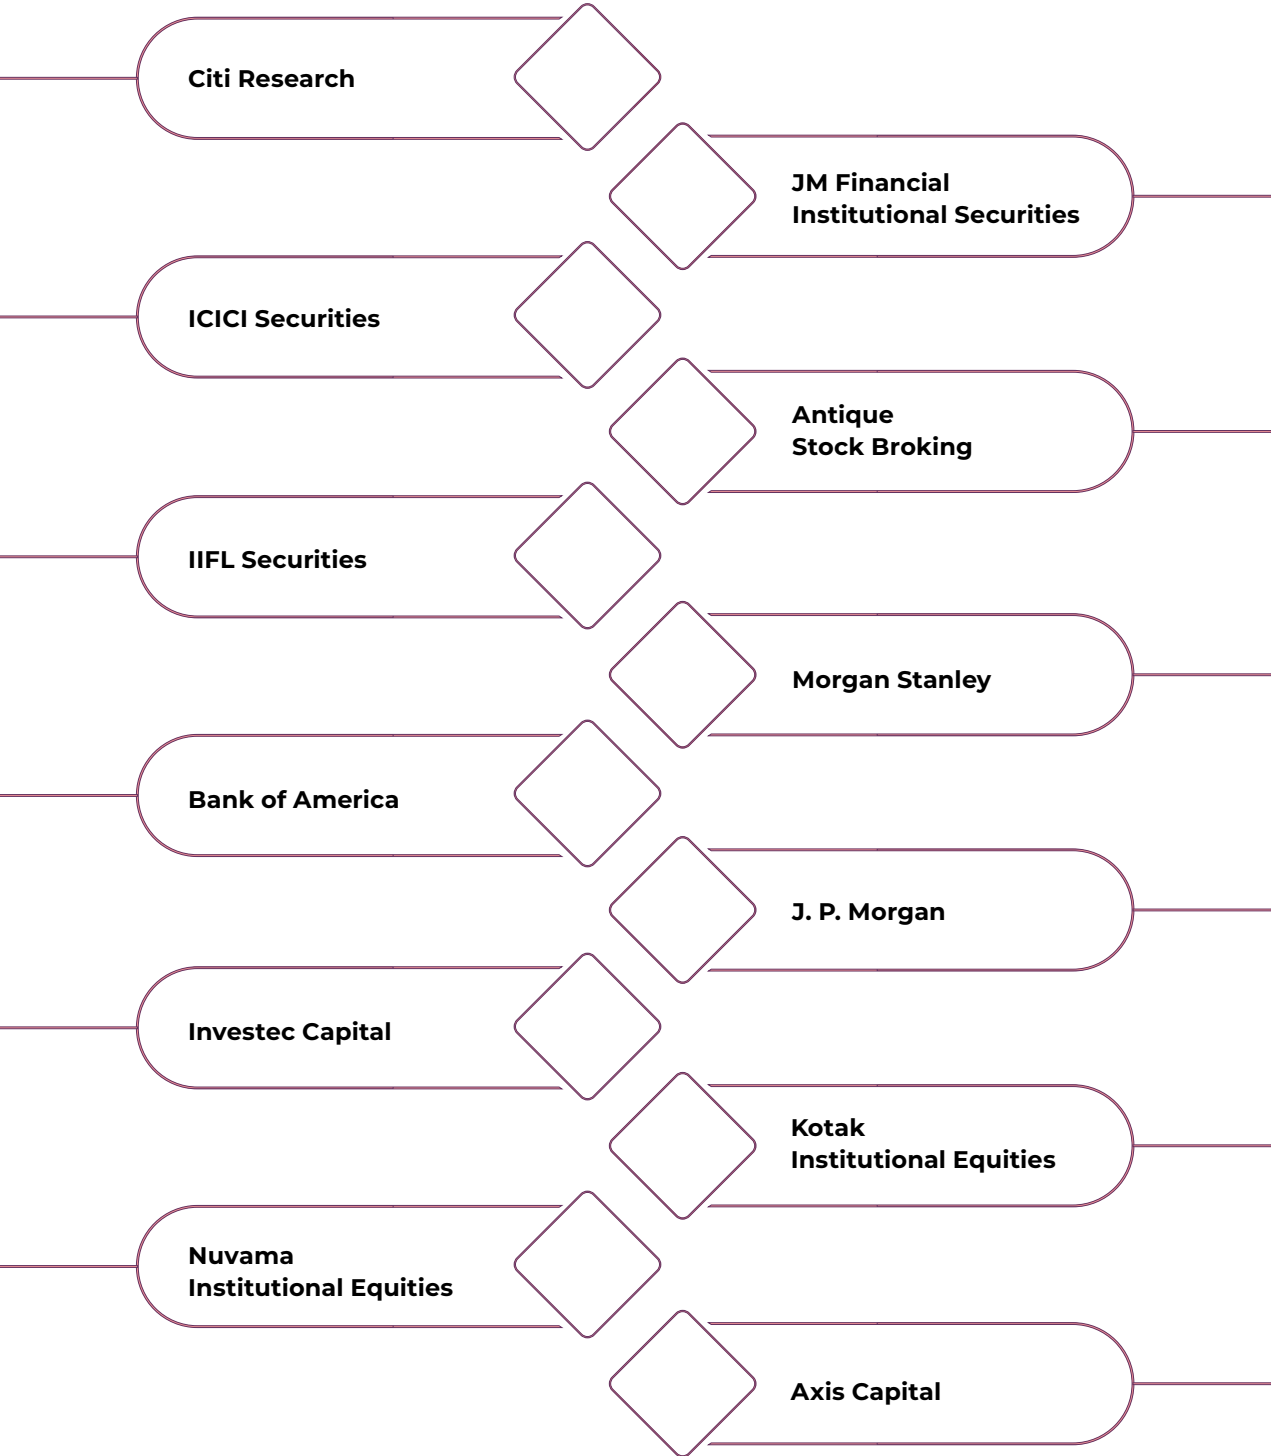 Citi Research
JM Financial
Institutional Securities
ICICI Securities
Antique
Stock Broking
IIFL Securities
Morgan Stanley
Bank of America
J. P. Morgan
Investec Capital
Kotak
Institutional Equities
Nuvama
Institutional Equities
Axis Capital